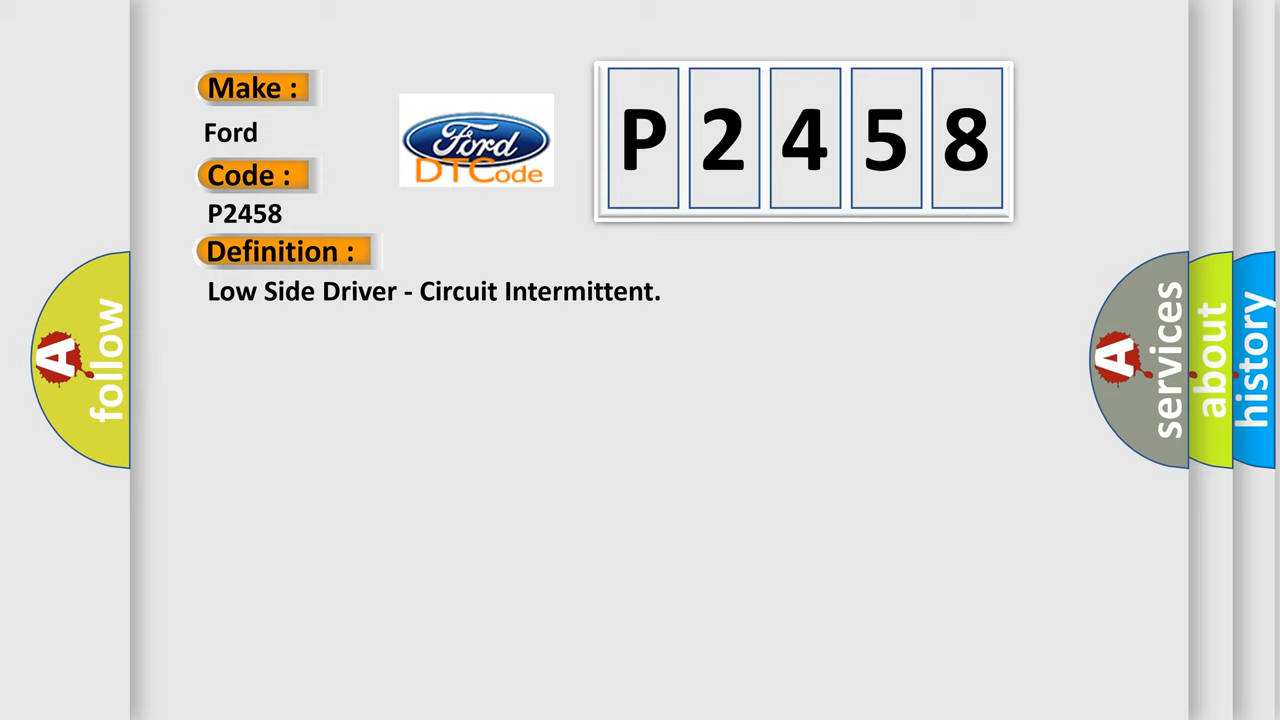 Make :
Ford
Code :
P2458
Definition :
Low Side Driver - Circuit Intermittent.
Ford
DTCode
P 2 4 5 8
A
follow
A
services
about
history